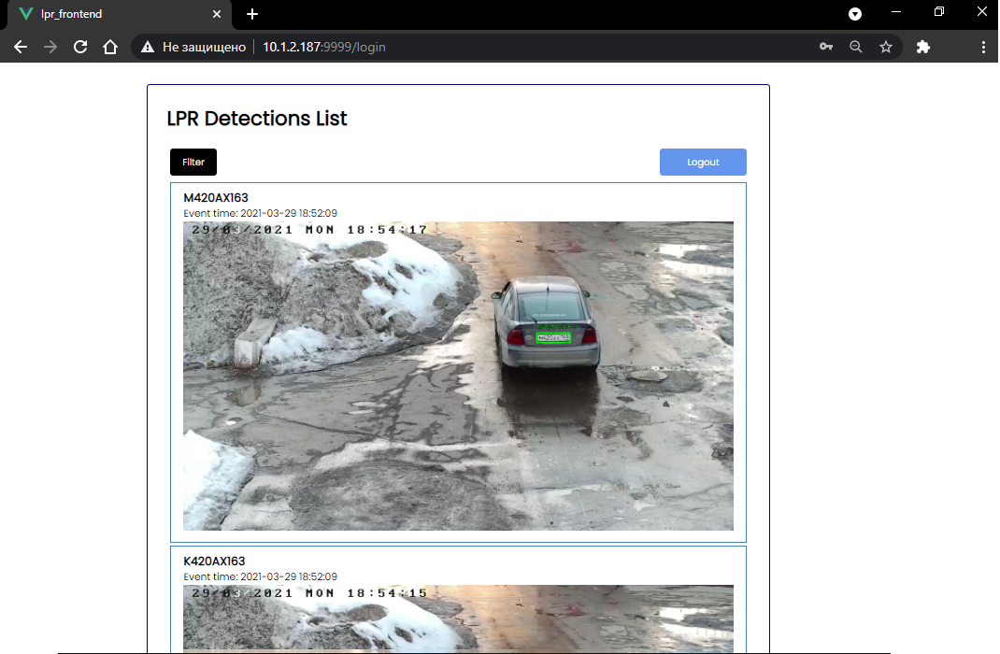 lpr_frontend
Не защищено
10.1.2.187:9999/login
LPR Detections List
Filter
Logout
M420AX163
Event time: 2021-03-29 18:52:09
29/03/2021 MON 18:54:17
K420AX163
Event time: 2021-03-29 18:52:09
29/03/2021 MON 18:54:15